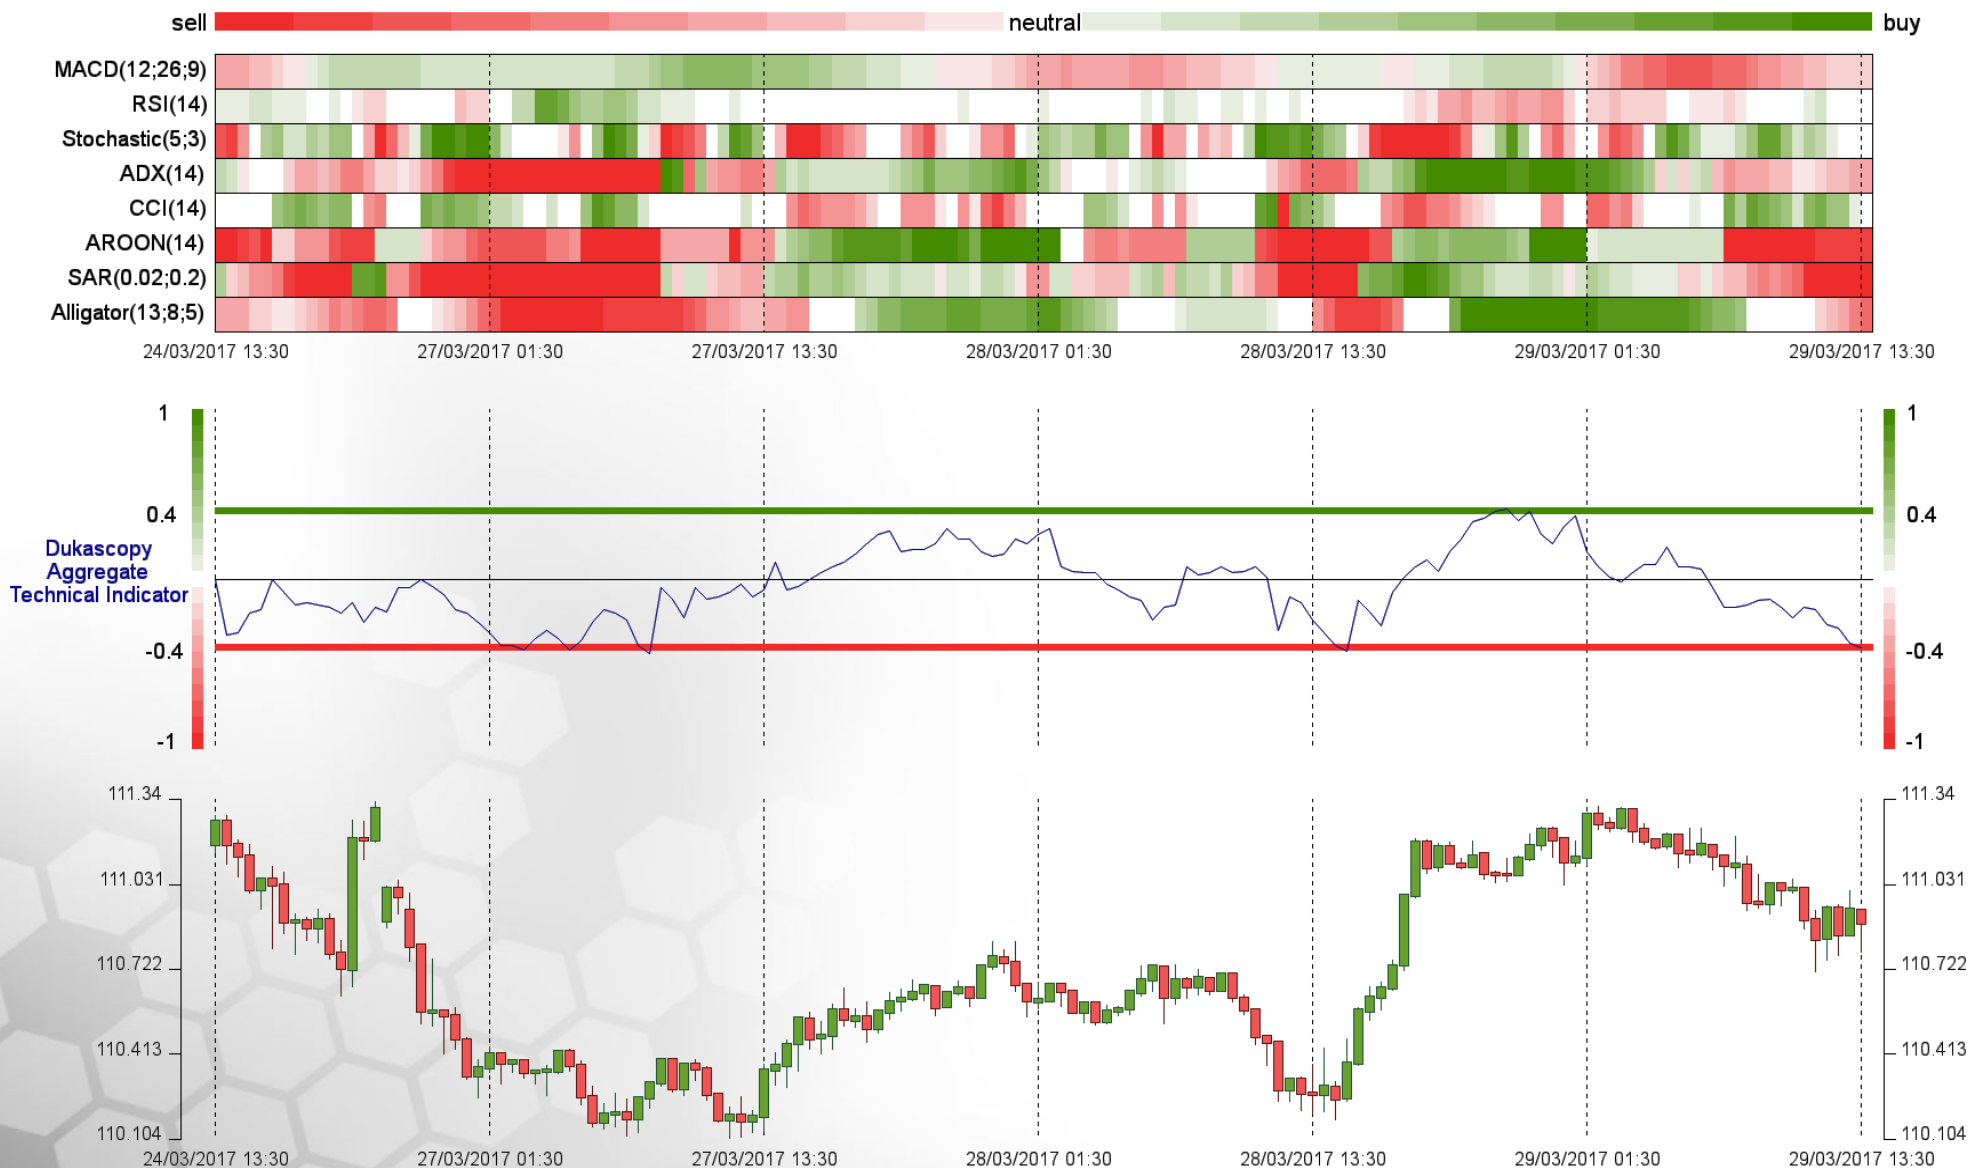 sell neutral buy
MACD(12;26;9)
RSI(14)
Stochastic(5;3)
ADX(14)
CCI(14)
AROON(14)
SAR(0.02;0.2)
Alligator(13;8;5)
24/03/2017 13:30 27/03/2017 01:30 27/03/2017 13:30 28/03/2017 01:30 28/03/2017 13:30 29/03/2017 01:30 29/03/2017 13:30
1 1
0.4 0.4
Dukascopy
Aggregate
Technical Indicator
-0.4 -0.4
-1 -1
111.34 111.34
111.031 111.031
110.722 110.722
110.413 110.413
110.104 110.104
24/03/2017 13:30 27/03/2017 01:30 27/03/2017 13:30 28/03/2017 01:30 28/03/2017 13:30 29/03/2017 01:30 29/03/2017 13:30